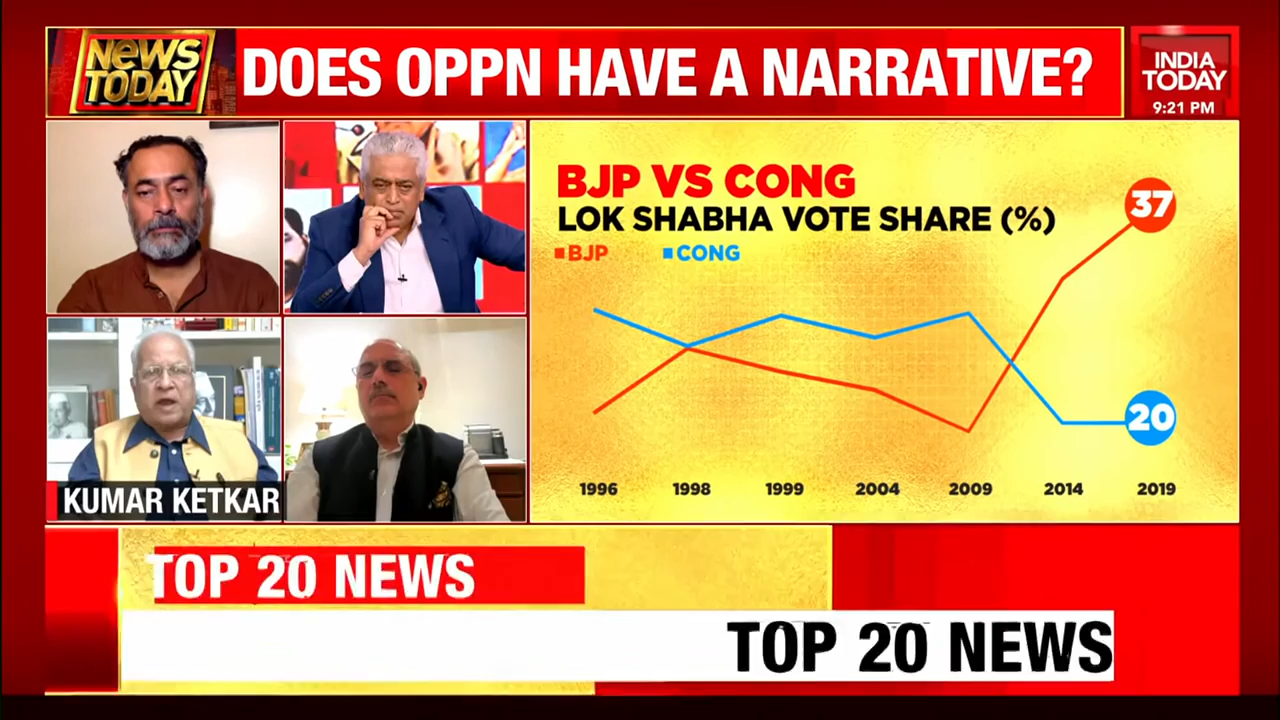 NEWS
TODAY
DOES OPPN HAVE A NARRATIVE?
INDIA
TODAY
9:21 PM
BJP VS CONG
LOK SHABHA VOTE SHARE (%)
BJP CONG
37
20
1996 1998 1999 2004 2009 2014 2019
KUMAR KETKAR
TOP 20 NEWS
TOP 20 NEWS